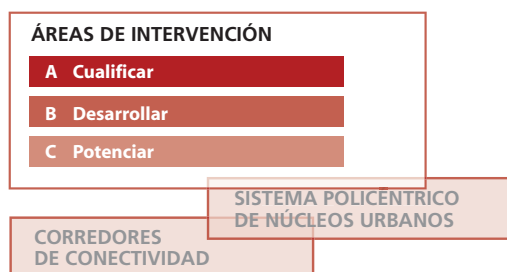 ÁREAS DE INTERVENCIÓN
A Cualificar
B Desarrollar
C Potenciar
SISTEMA POLICÉNTRICO
DE NÚCLEOS URBANOS
CORREDORES
DE CONECTIVIDAD